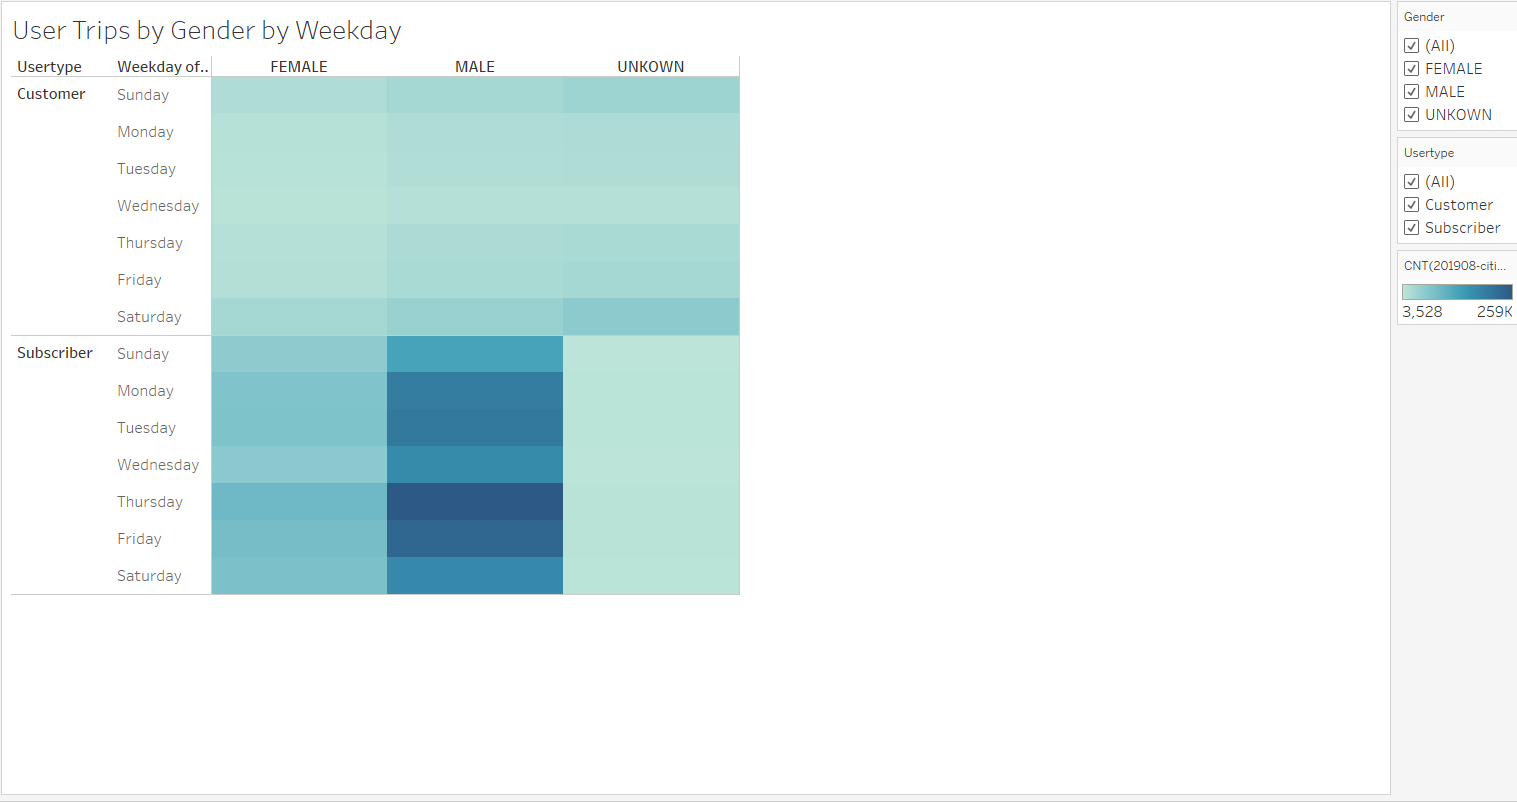 User Trips by Gender by Weekday
Usertype Weekday of.. FEMALE MALE UNKOWN
Customer Sunday
Monday
Tuesday
Wednesday
Thursday
Friday
Saturday
Subscriber Sunday
Monday
Tuesday
Wednesday
Thursday
Friday
Saturday
Gender
(All)
FEMALE
MALE
UNKOWN
Usertype
(All)
Customer
Subscriber
CNT(201908-citi...
3,528 259K